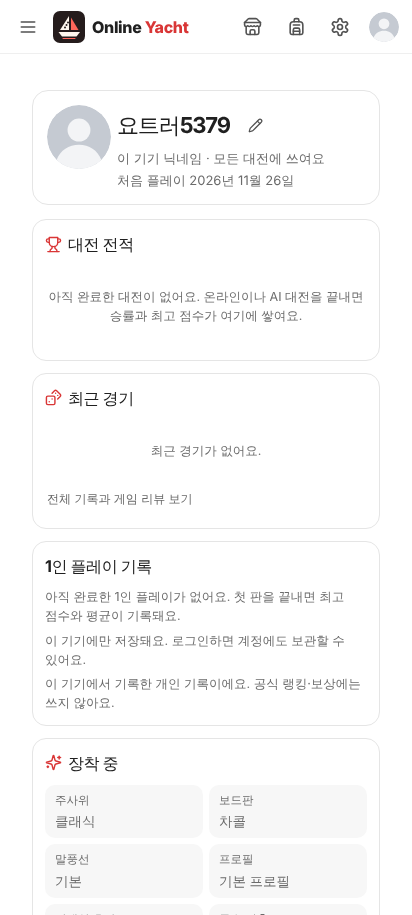 Online Yacht
요트러5379
이 기기 닉네임 · 모든 대전에 쓰여요
처음 플레이 2026년 11월 26일
대전 전적
아직 완료한 대전이 없어요. 온라인이나 AI 대전을 끝내면
승률과 최고 점수가 여기에 쌓여요.
최근 경기
최근 경기가 없어요.
전체 기록과 게임 리뷰 보기
1인 플레이 기록
아직 완료한 1인 플레이가 없어요. 첫 판을 끝내면 최고
점수와 평균이 기록돼요.
이 기기에만 저장돼요. 로그인하면 계정에도 보관할 수
있어요.
이 기기에서 기록한 개인 기록이에요. 공식 랭킹·보상에는
쓰지 않아요.
장착 중
주사위
보드판
클래식
차콜
말풍선
프로필
기본
기본 프로필